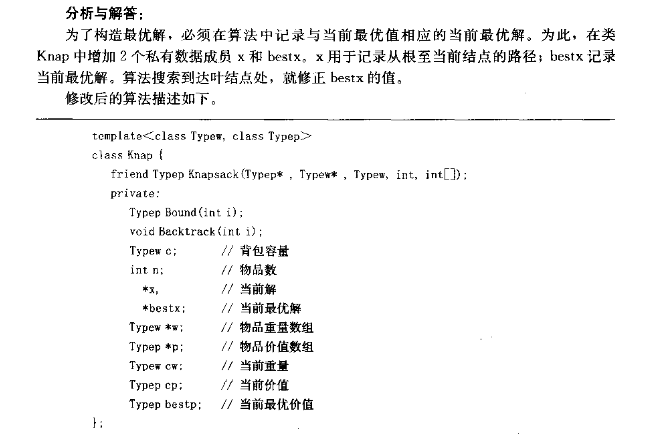 分析与解答：
为了构造最优解，必须在算法中记录与当前最优值相应的当前最优解。为此，在类
Knap 中增加 2 个私有数据成员 x 和 bestx。x 用于记录从根至当前结点的路径；bestx 记录
当前最优解。算法搜索到达叶结点处，就修正 bestx 的值。
修改后的算法描述如下。
template<class Typew, class Typep>
class Knap {
friend Typep Knapsack(Typep* , Typew* , Typew, int, int[]);
private:
Typep Bound(int i);
void Backtrack(int i);
Typew c; // 背包容量
int n; // 物品数
*x, // 当前解
*bestx; // 当前最优解
Typew *w; // 物品重量数组
Typep *p; // 物品价值数组
Typew cw; // 当前重量
Typep cp; // 当前价值
Typep bestp; // 当前最优价值
};